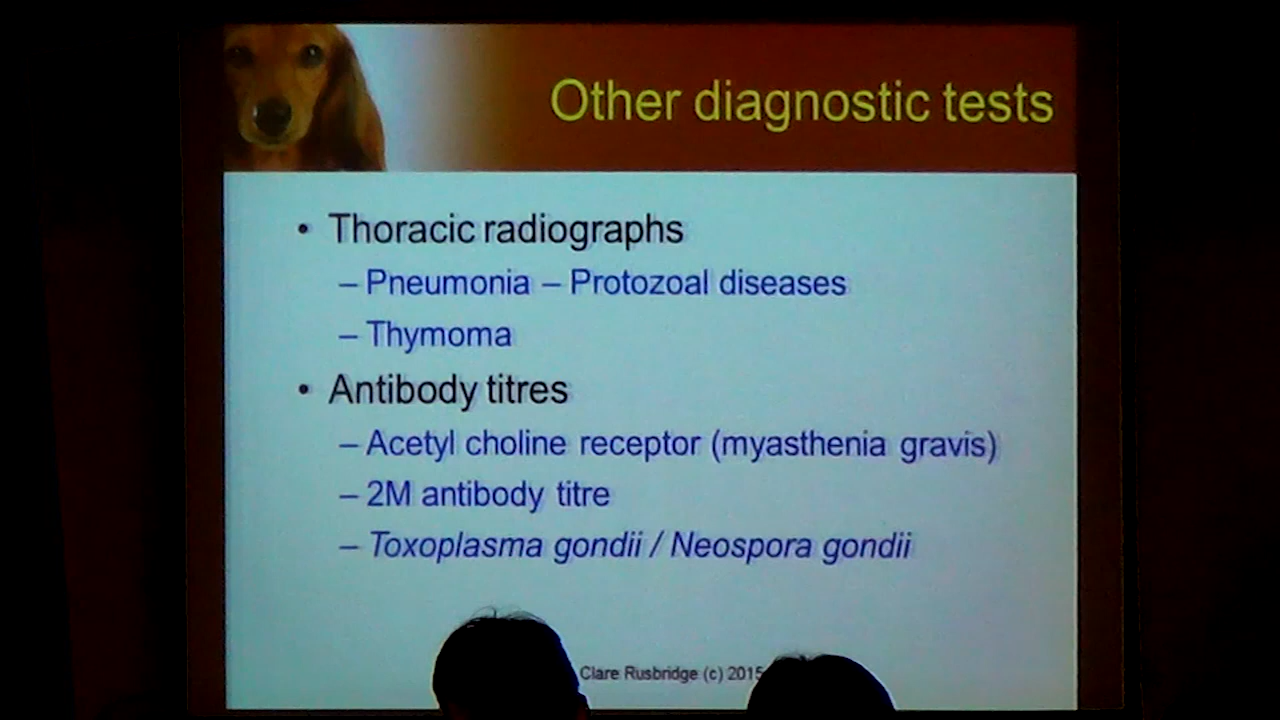 Other diagnostic tests
• Thoracic radiographs
– Pneumonia – Protozoal diseases
– Thymoma
• Antibody titres
– Acetyl choline receptor (myasthenia gravis)
– 2M antibody titre
– Toxoplasma gondii / Neospora gondii
Clare Rusbridge (c) 2015